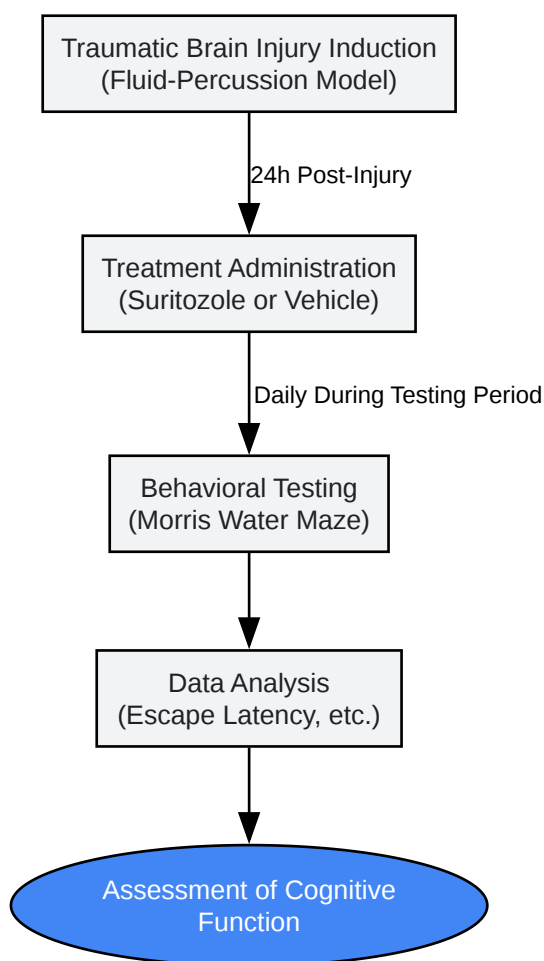 Traumatic Brain Injury Induction
(Fluid-Percussion Model)
24h Post-Injury
Treatment Administration
(Suritozole or Vehicle)
Daily During Testing Period
Behavioral Testing
(Morris Water Maze)
Data Analysis
(Escape Latency, etc.)
Assessment of Cognitive
Function